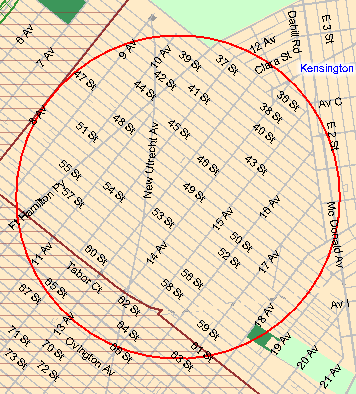 6 Av
7 Av
8 Av
9 Av
10 Av
39 St
37 St
12 Av
Clara St
Dahill Rd
E 3 St
Kensington
47 St
42 St
44 St
41 St
36 St
38 St
Av C
40 St
E 2 St
51 St
48 St
45 St
New Utrecht Av
46 St
43 St
55 St
57 St
54 St
49 St
Ft Hamilton Py
53 St
15 Av
16 Av
Mc Donald Av
11 Av
60 St
14 Av
50 St
52 St
17 Av
Tabor Ct
65 St
67 St
56 St
58 St
62 St
Av I
13 Av
64 St
59 St
18 Av
71 St
70 St
Ovington Av
66 St
63 St
61 St
19 Av
20 Av
21 Av
73 St
72 St